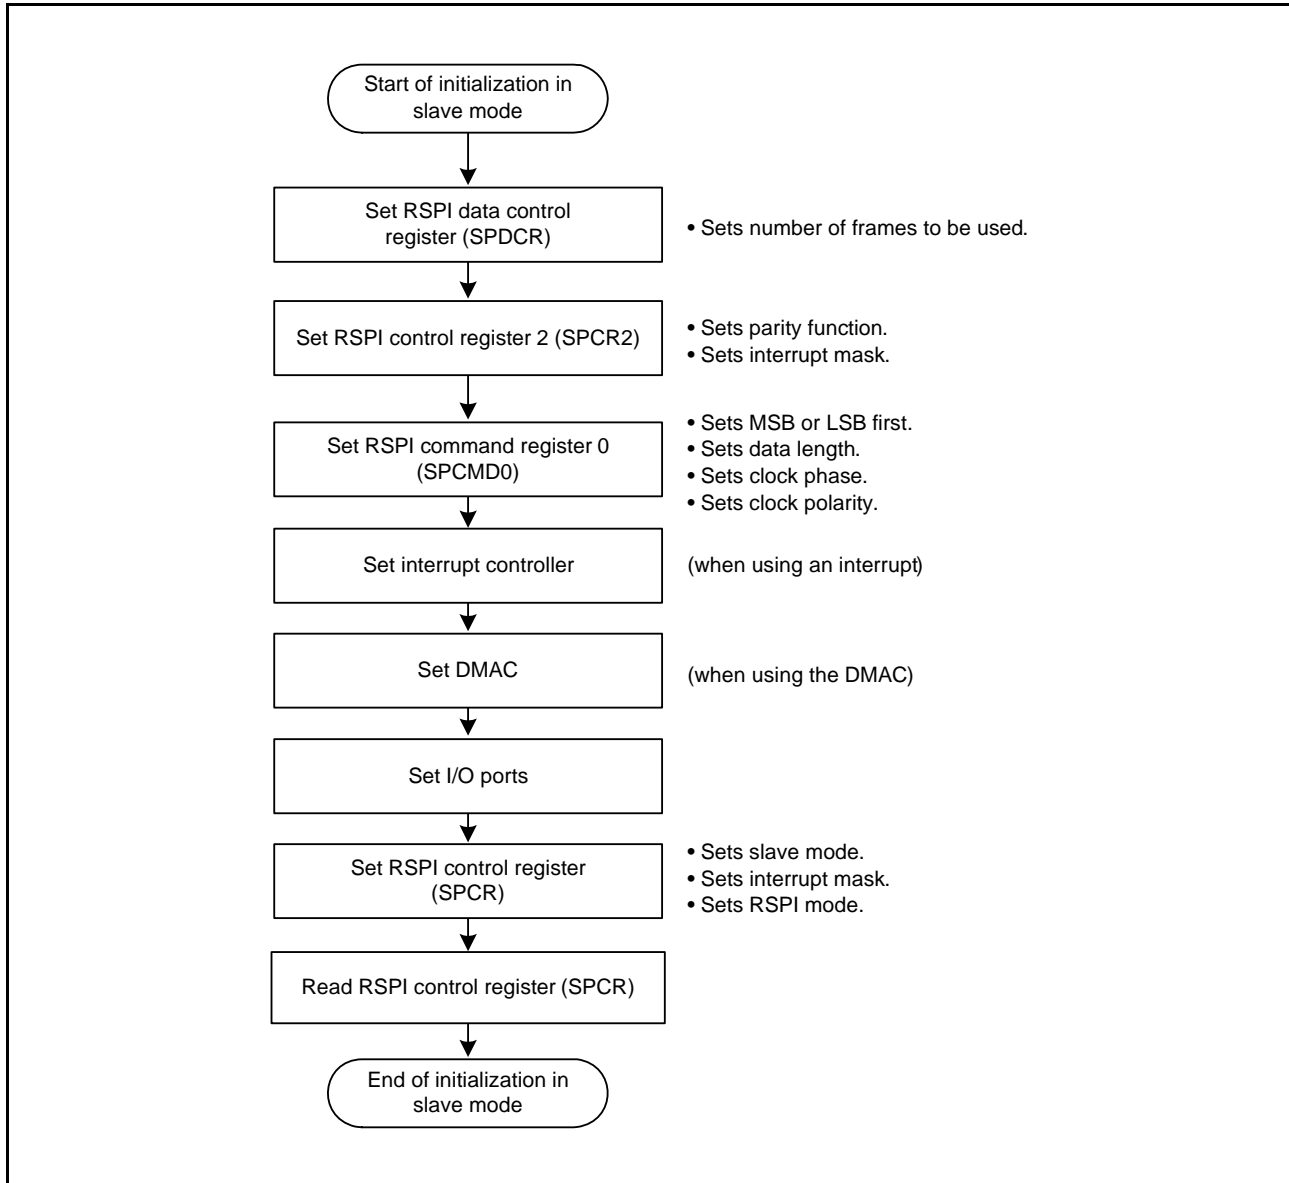 Start of initialization in
slave mode
Set RSPI data control
register (SPDCR)
• Sets number of frames to be used.
Set RSPI control register 2 (SPCR2)
• Sets parity function.
• Sets interrupt mask.
Set RSPI command register 0
(SPCMD0)
• Sets MSB or LSB first.
• Sets data length.
• Sets clock phase.
• Sets clock polarity.
Set interrupt controller
(when using an interrupt)
Set DMAC
(when using the DMAC)
Set I/O ports
Set RSPI control register
(SPCR)
• Sets slave mode.
• Sets interrupt mask.
• Sets RSPI mode.
Read RSPI control register (SPCR)
End of initialization in
slave mode